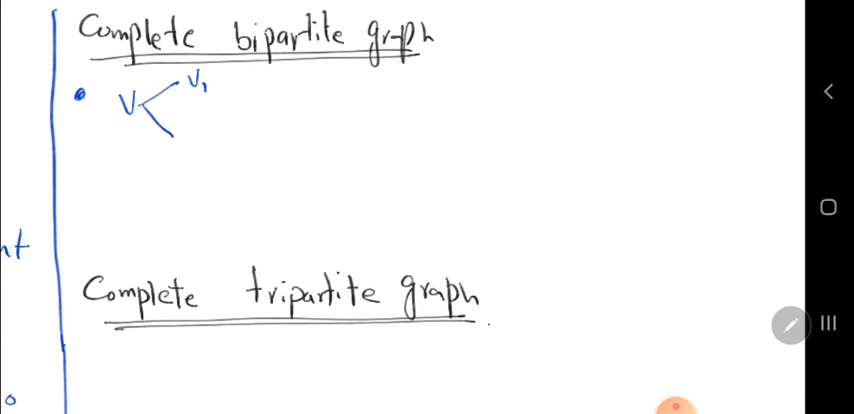 Complete bipartite graph
• V < V1
nt
Complete tripartite graph